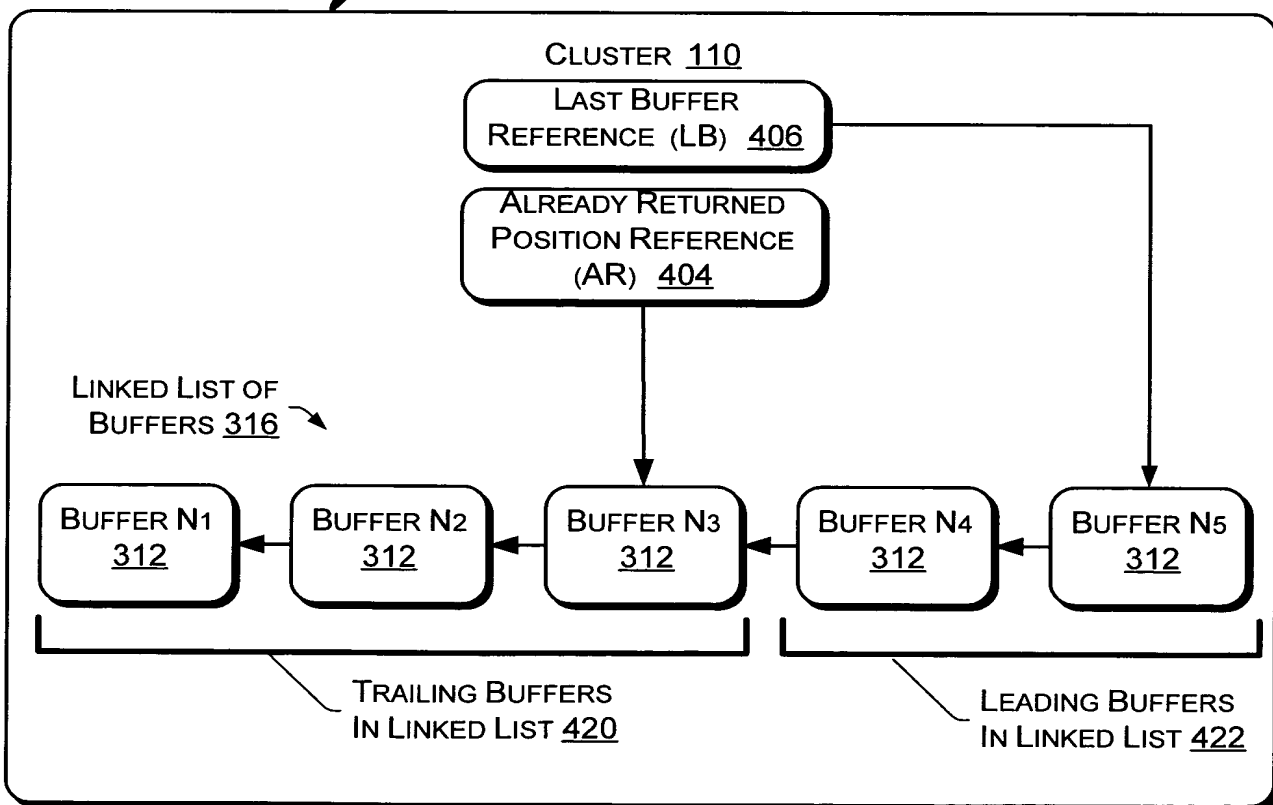 CLUSTER 110
LAST BUFFER
REFERENCE (LB) 406
ALREADY RETURNED
POSITION REFERENCE
(AR) 404
LINKED LIST OF
BUFFERS 316
BUFFER N1
312
BUFFER N2
312
BUFFER N3
312
BUFFER N4
312
BUFFER N5
312
TRAILING BUFFERS
IN LINKED LIST 420
LEADING BUFFERS
IN LINKED LIST 422